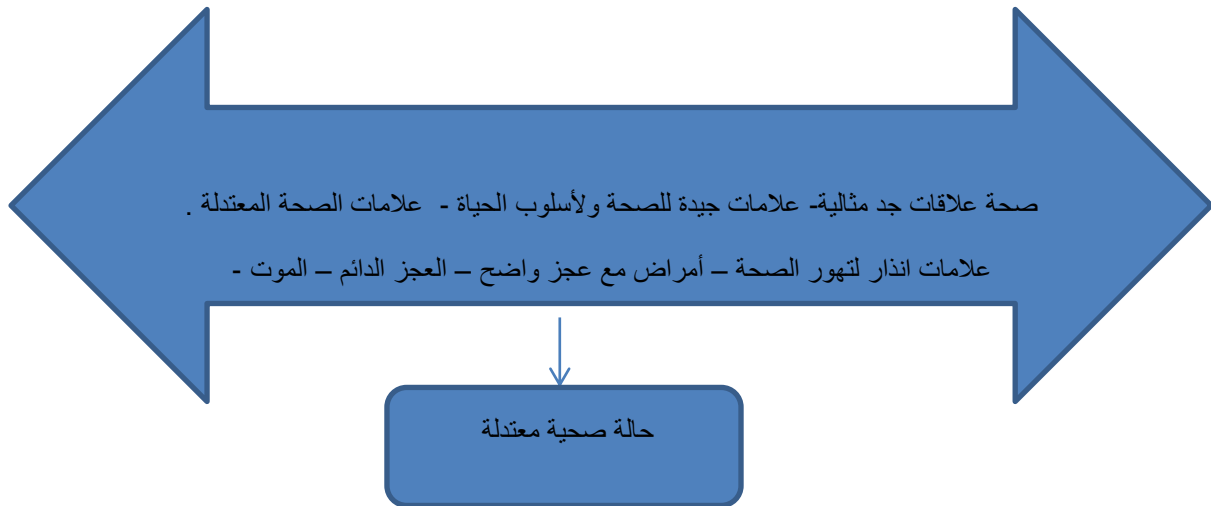 صحة علاقات جد مثالية- علامات جيدة للصحة ولأسلوب الحياة - علامات الصحة المعتدلة .
علامات انذار لتهور الصحة – أمراض مع عجز واضح – العجز الدائم – الموت -
حالة صحية معتدلة